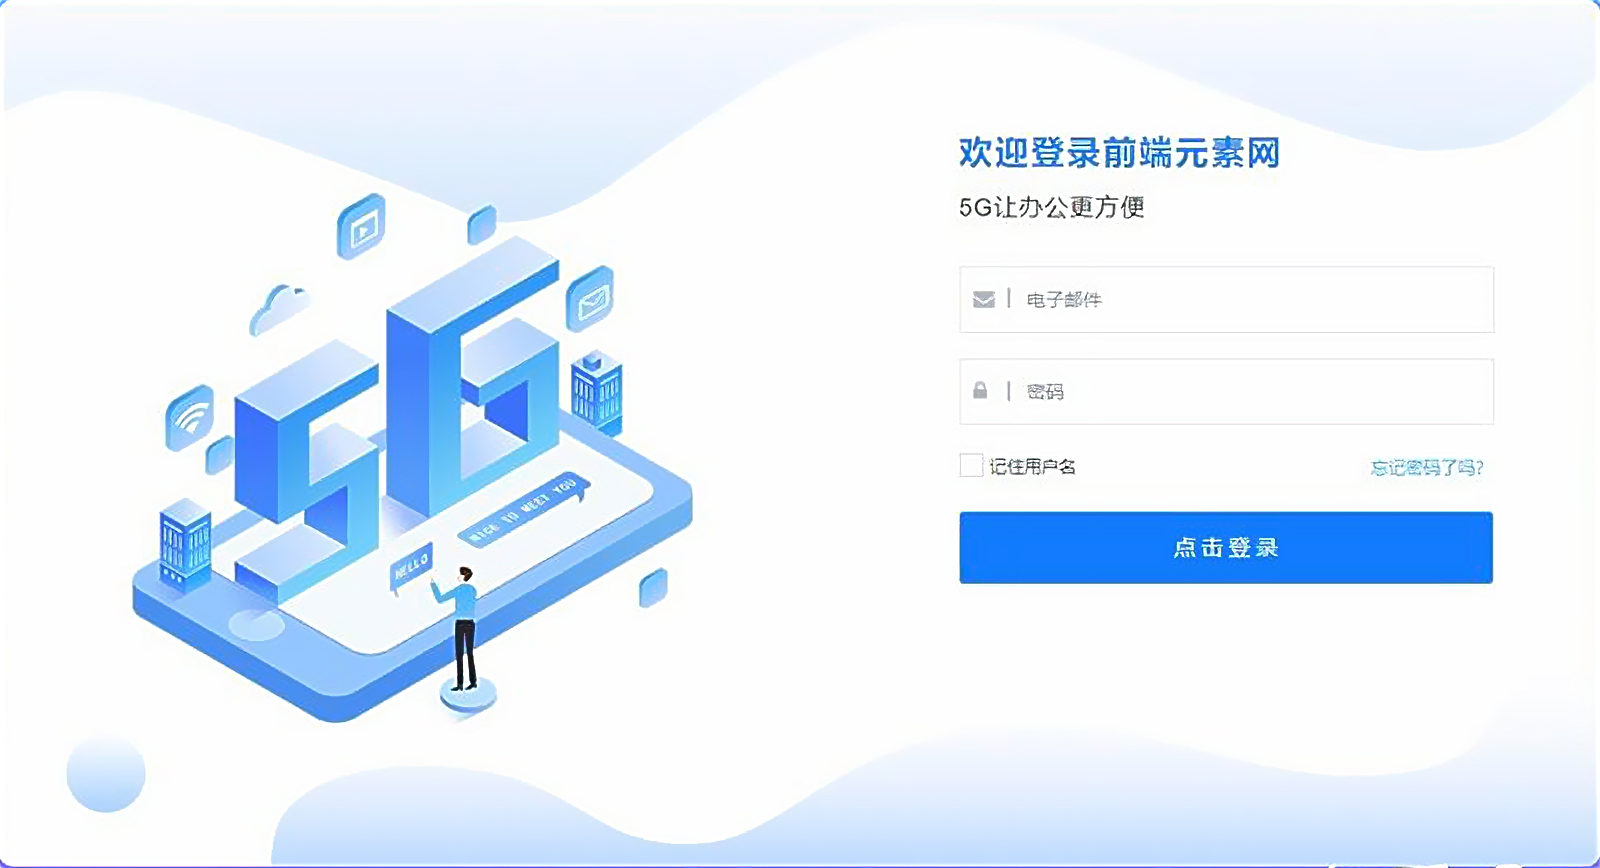 欢迎登录前端元素网
5G让办公更方便
电子邮件
密码
记住用户名
忘记密码了吗?
点击登录
5G
NICE TO MEET YOU
HELLO